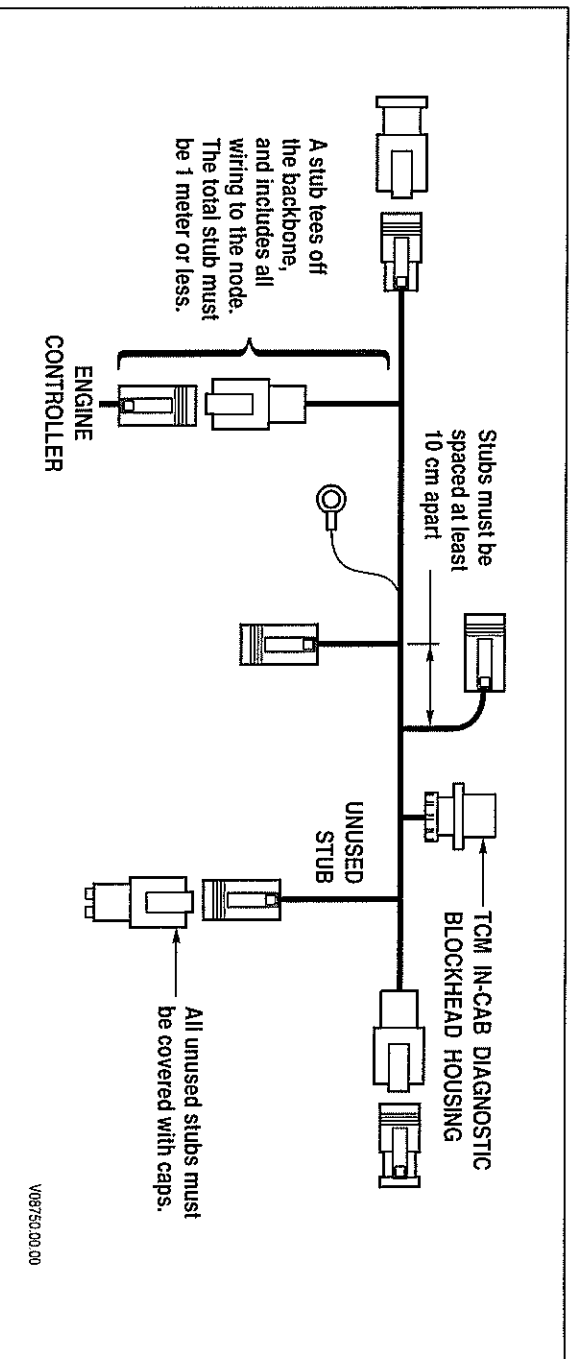 A stub tees off
the backbone,
and includes all
wiring to the node.
The total stub must
be 1 meter or less.
ENGINE
CONTROLLER
Stubs must be
spaced at least
10 cm apart
UNUSED
STUB
TCM IN-CAB DIAGNOSTIC
BLOCKHEAD HOUSING
All unused stubs must
be covered with caps.
V08750.00.00